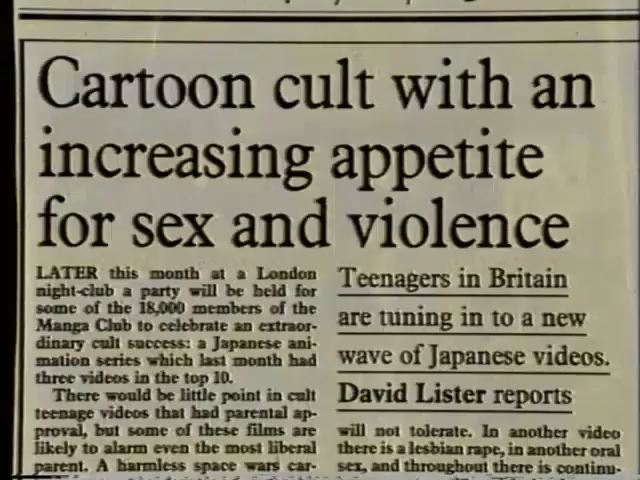 Cartoon cult with an
increasing appetite
for sex and violence
LATER this month at a London
night-club a party will be held for
some of the 18,000 members of the
Manga Club to celebrate an extraor-
dinary cult success: a Japanese ani-
mation series which last month had
three videos in the top 10.
There would be little point in cult
teenage videos that had parental ap-
proval, but some of these films are
likely to alarm even the most liberal
parent. A harmless space wars car-
Teenagers in Britain
are tuning in to a new
wave of Japanese videos.
David Lister reports
will not tolerate. In another video
there is a lesbian rape, in another oral
sex, and throughout there is continu-